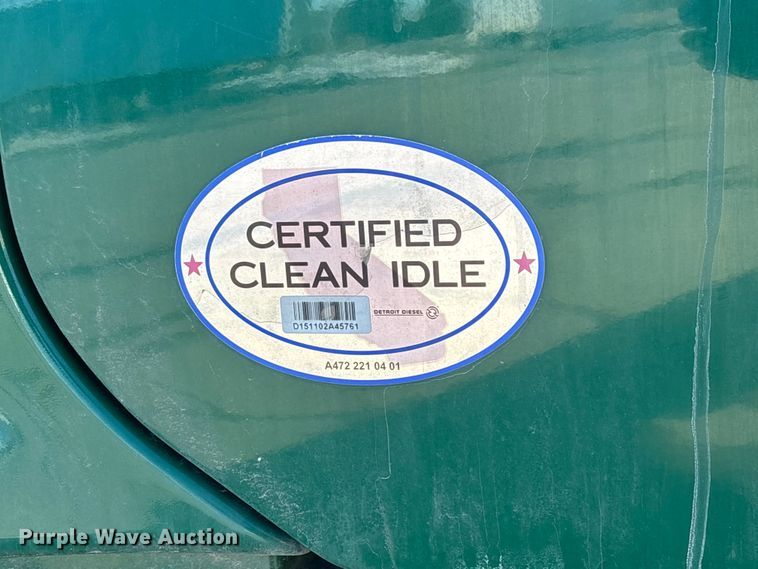 CERTIFIED
CLEAN IDLE
D151102A45761
DETROIT DIESEL
A472 221 04 01
Purple Wave Auction